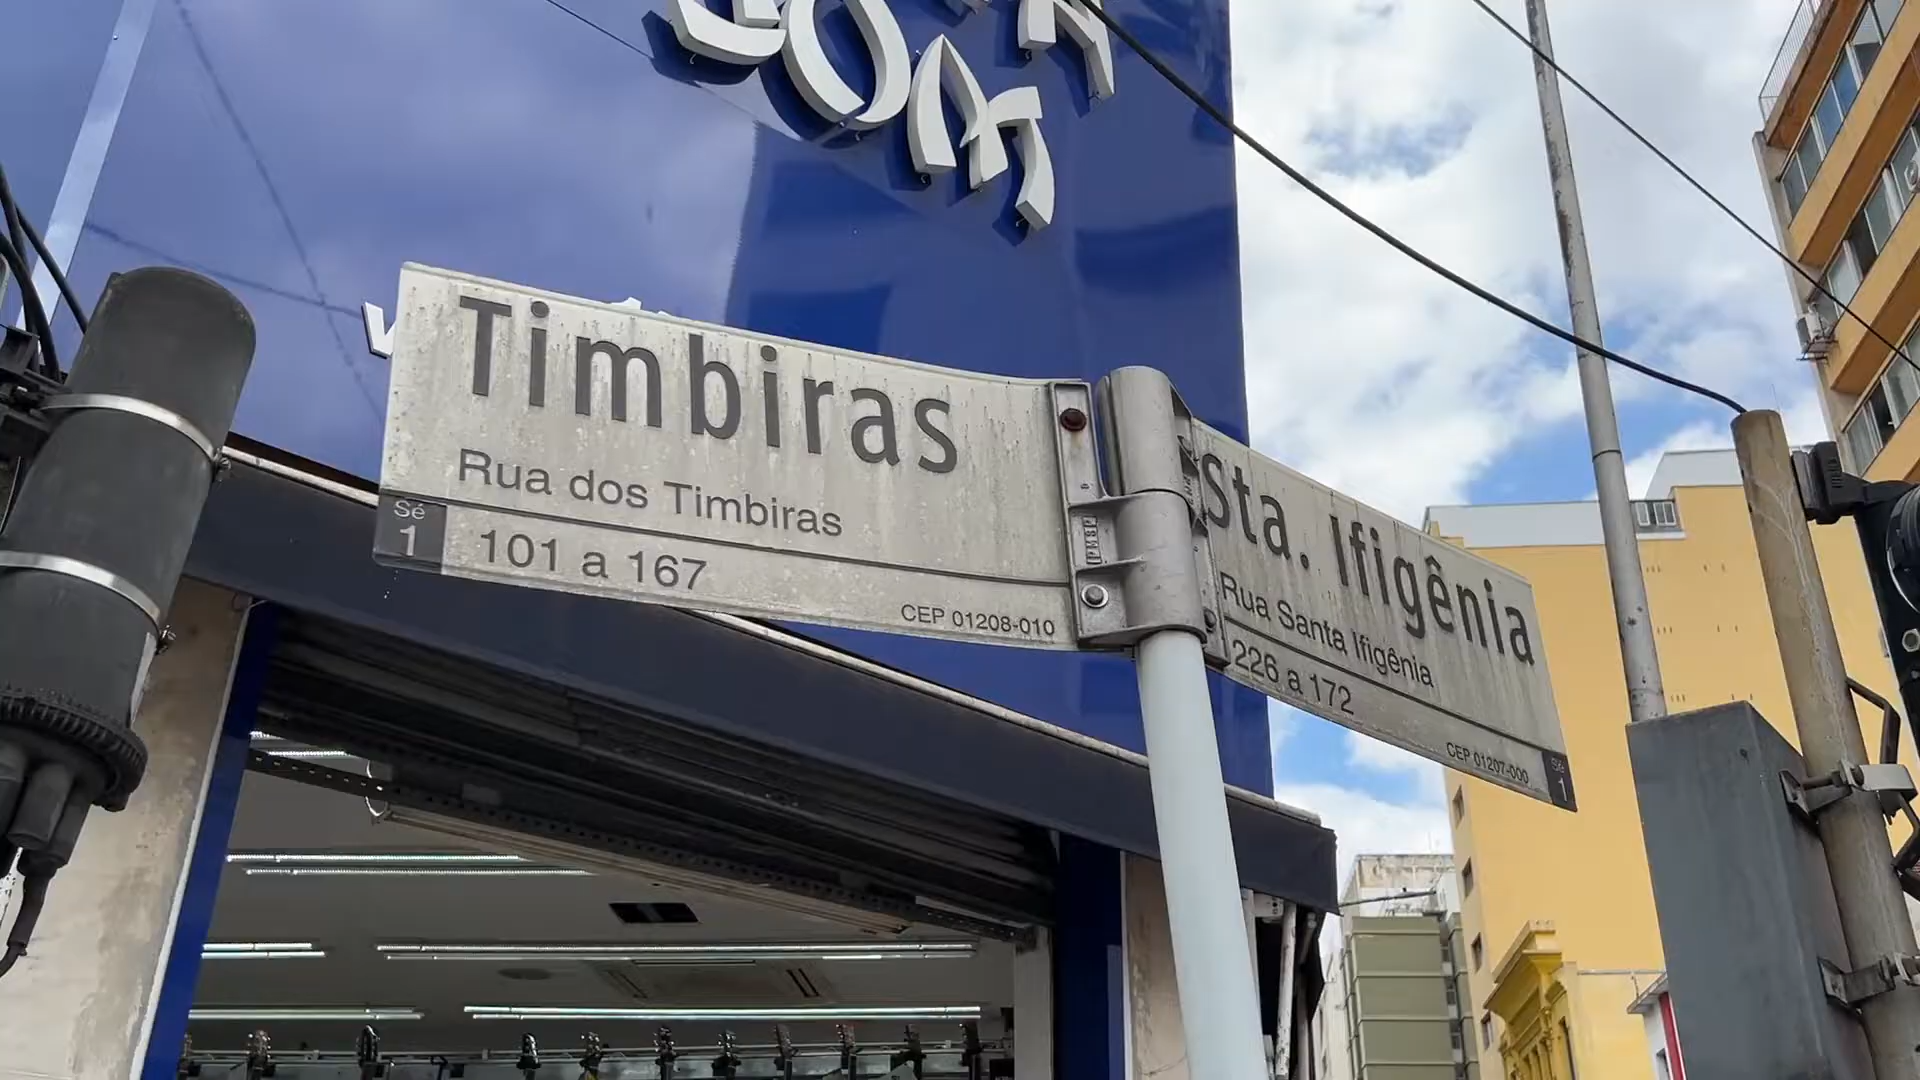 Timbiras
Rua dos Timbiras
Sé
1
101 a 167
CEP 01208-010
PMSP
Sta. Ifigênia
Rua Santa Ifigênia
226 a 172
CEP 01207-000
Sé
1